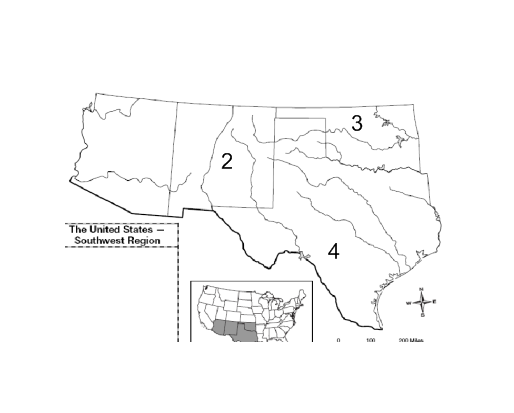 3
2
The United States —
Southwest Region
4
N
W E
S
0 100 200 Miles